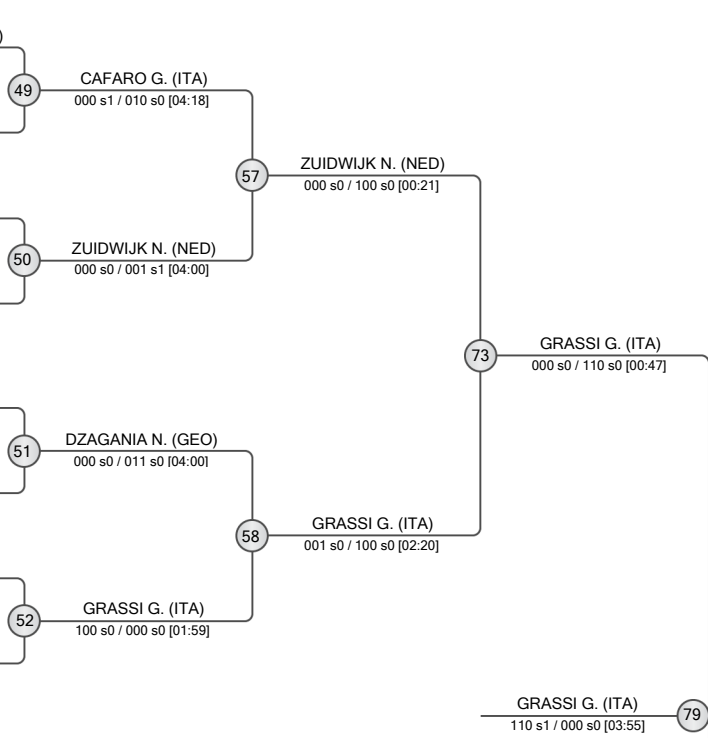 )
49
CAFARO G. (ITA)
000 s1 / 010 s0 [04:18]
57
ZUIDWIJK N. (NED)
000 s0 / 100 s0 [00:21]
50
ZUIDWIJK N. (NED)
000 s0 / 001 s1 [04:00]
73
GRASSI G. (ITA)
000 s0 / 110 s0 [00:47]
51
DZAGANIA N. (GEO)
000 s0 / 011 s0 [04:00]
58
GRASSI G. (ITA)
001 s0 / 100 s0 [02:20]
52
GRASSI G. (ITA)
100 s0 / 000 s0 [01:59]
GRASSI G. (ITA)
110 s1 / 000 s0 [03:55]
79